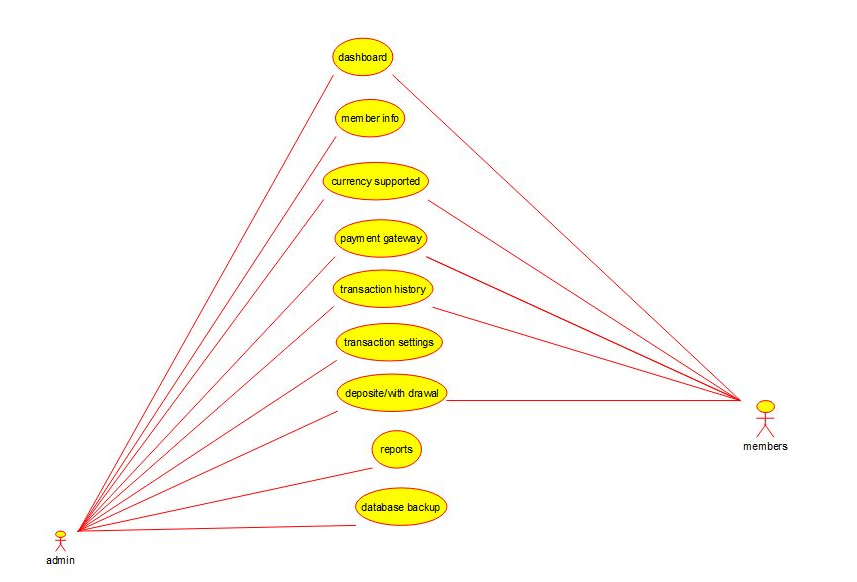 dashboard
member info
currency supported
payment gateway
transaction history
transaction settings
deposite/with drawal
members
reports
database backup
admin